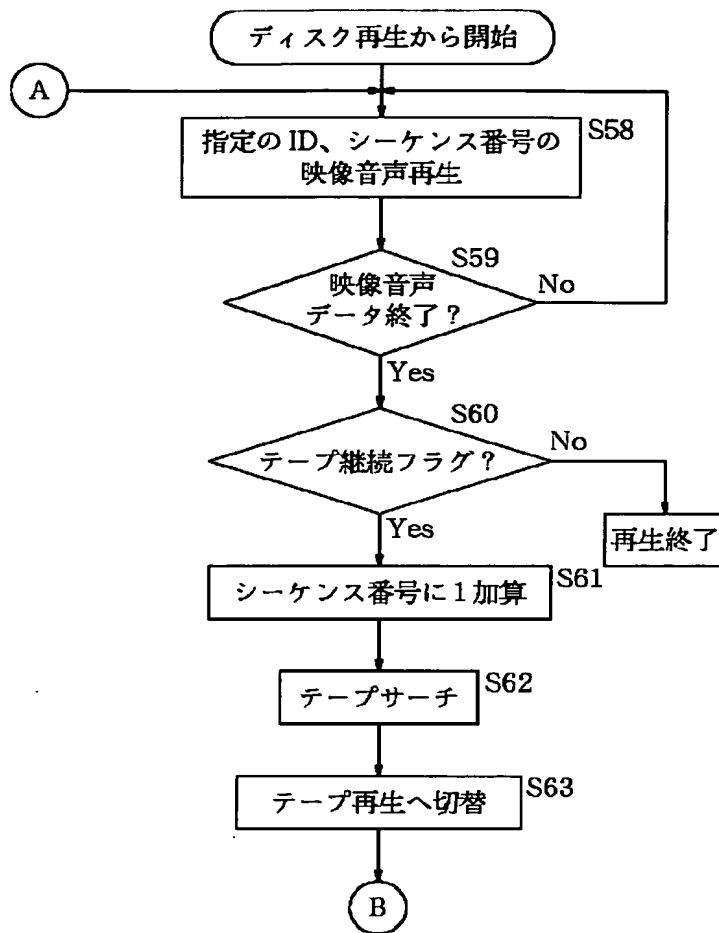 ディスク再生から開始
A
指定の ID、シーケンス番号の
映像音声再生
S58
S59
映像音声
データ終了？
No
Yes
S60
テープ継続フラグ？
No
Yes
再生終了
シーケンス番号に１加算
S61
テープサーチ
S62
テープ再生へ切替
S63
B